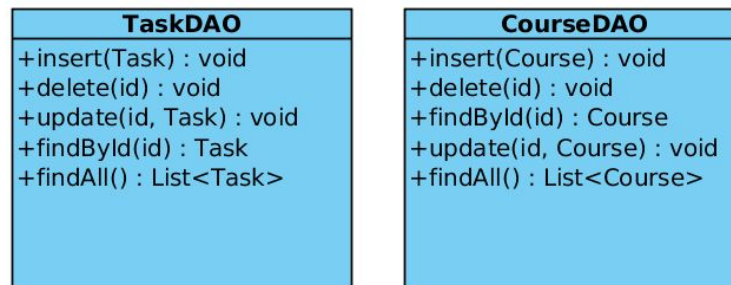 TaskDAO
+insert(Task) : void
+delete(id) : void
+update(id, Task) : void
+findById(id) : Task
+findAll() : List<Task>
CourseDAO
+insert(Course) : void
+delete(id) : void
+findById(id) : Course
+update(id, Course) : void
+findAll() : List<Course>